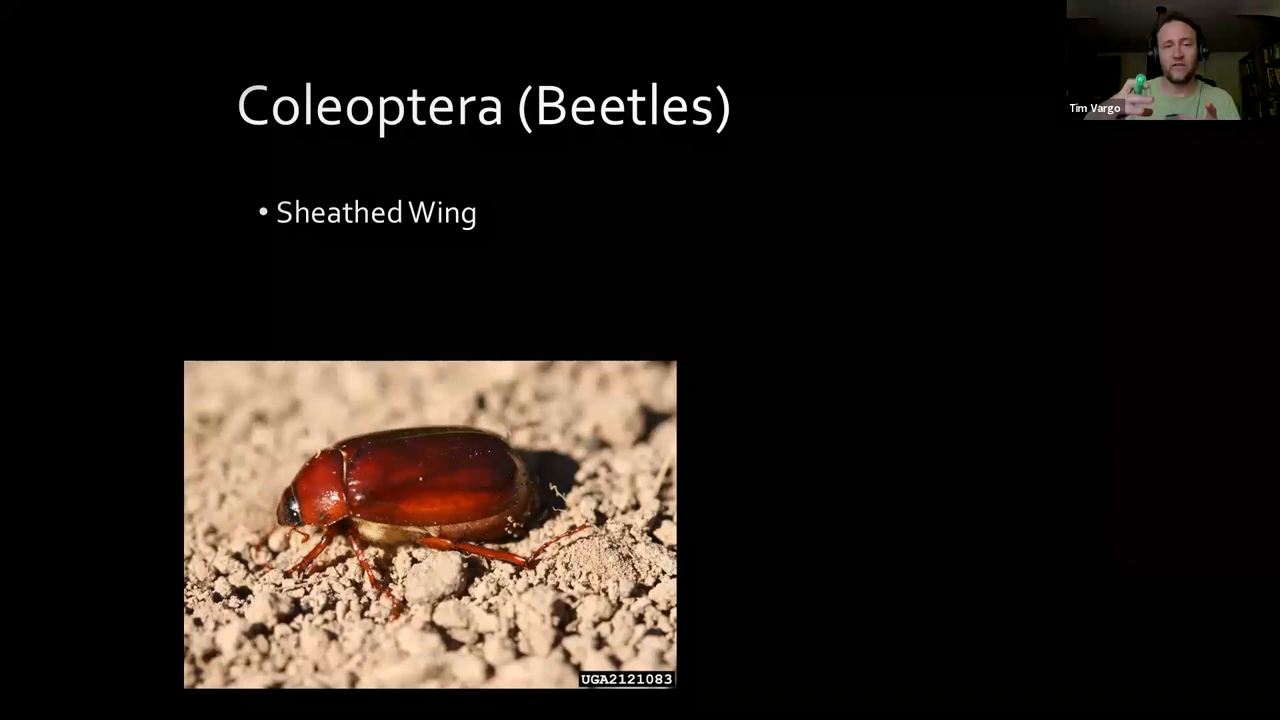 Coleoptera (Beetles)
• Sheathed Wing
Tim Vargo
UGA2121083